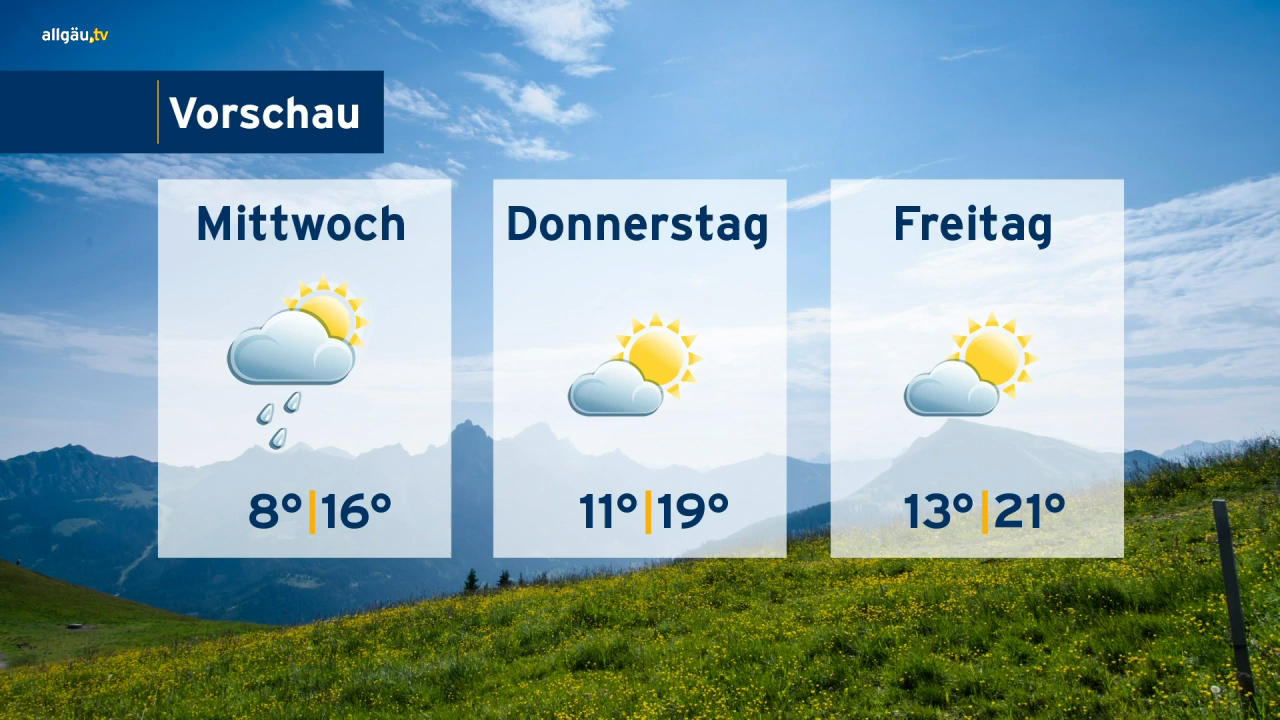 allgäu.tv
Vorschau
Mittwoch
8°|16°
Donnerstag
11°|19°
Freitag
13°|21°